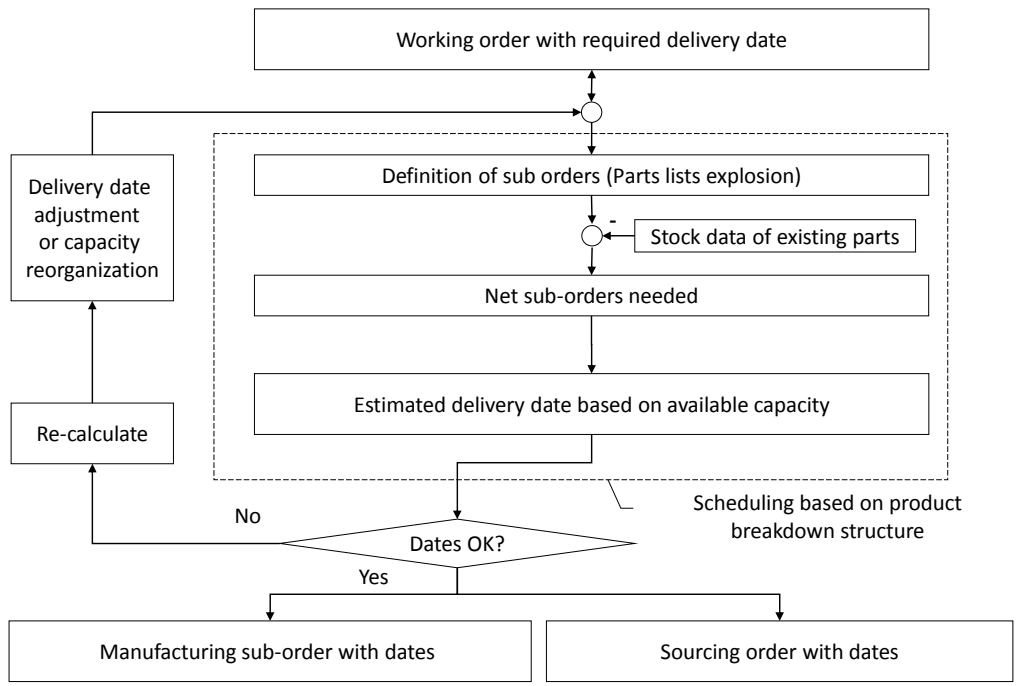 Working order with required delivery date
Definition of sub orders (Parts lists explosion)
Delivery date
adjustment
or capacity
reorganization
-
Stock data of existing parts
Net sub-orders needed
Estimated delivery date based on available capacity
Re-calculate
Scheduling based on product
breakdown structure
No
Dates OK?
Yes
Manufacturing sub-order with dates
Sourcing order with dates